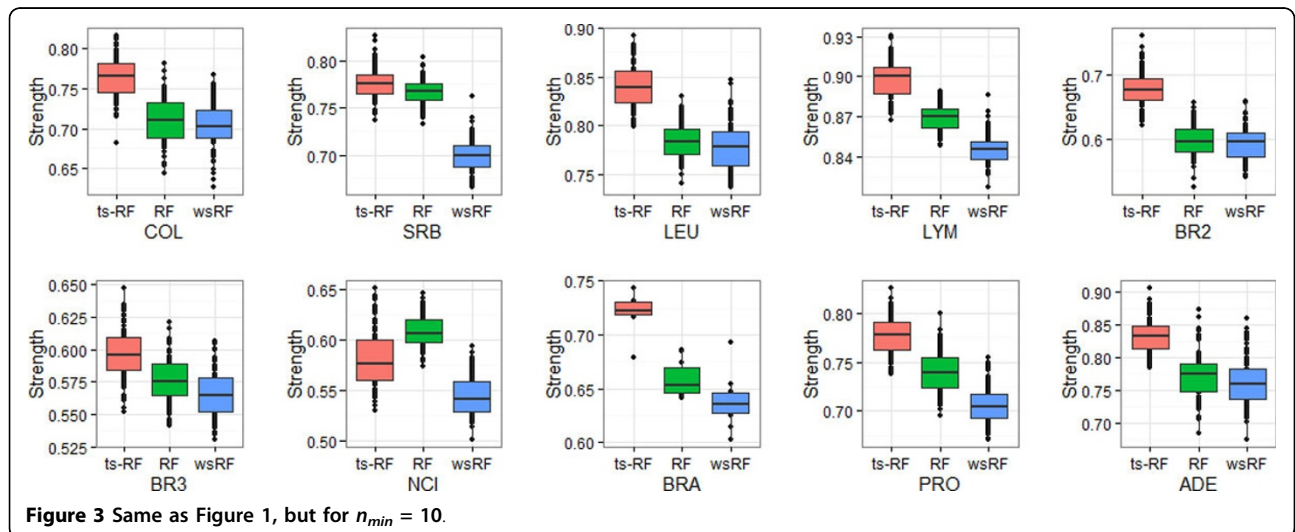 0.80
0.75
0.70
0.65
Strength
ts-RF RF wsRF
COL
0.80
0.75
0.70
Strength
ts-RF RF wsRF
SRB
0.90
0.85
0.80
0.75
Strength
ts-RF RF wsRF
LEU
0.93
0.90
0.87
0.84
Strength
ts-RF RF wsRF
LYM
0.7
0.6
Strength
ts-RF RF wsRF
BR2
0.650
0.625
0.600
0.575
0.550
0.525
Strength
ts-RF RF wsRF
BR3
0.65
0.60
0.55
0.50
Strength
ts-RF RF wsRF
NCI
0.75
0.70
0.65
0.60
Strength
ts-RF RF wsRF
BRA
0.80
0.75
0.70
Strength
ts-RF RF wsRF
PRO
0.90
0.85
0.80
0.75
0.70
Strength
ts-RF RF wsRF
ADE
Figure 3 Same as Figure 1, but for nmin = 10.